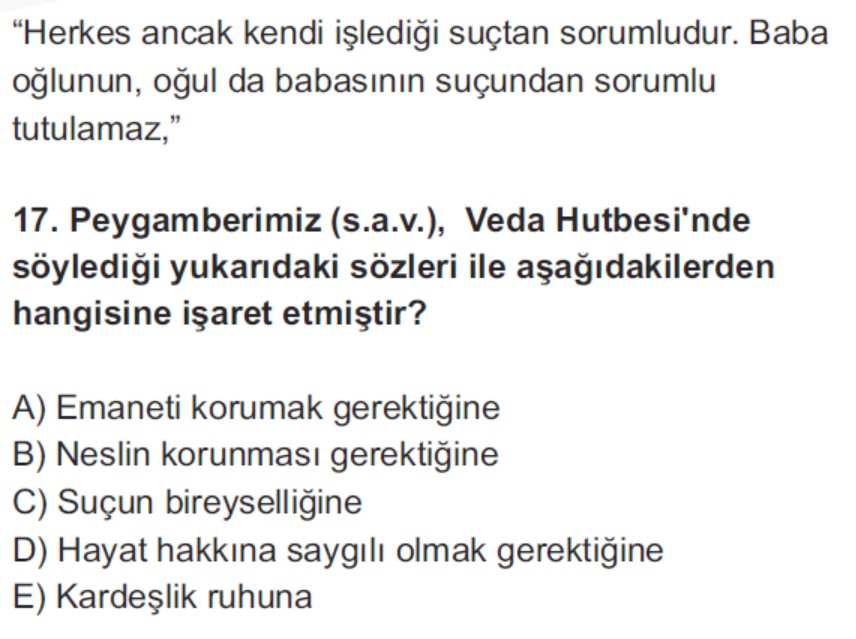 “Herkes ancak kendi işlediği suçtan sorumludur. Baba
oğlunun, oğul da babasının suçundan sorumlu
tutulamaz,”
17. Peygamberimiz (s.a.v.), Veda Hutbesi'nde
söylediği yukarıdaki sözleri ile aşağıdakilerden
hangisine işaret etmiştir?
A) Emaneti korumak gerektiğine
B) Neslin korunması gerektiğine
C) Suçun bireyselliğine
D) Hayat hakkına saygılı olmak gerektiğine
E) Kardeşlik ruhuna